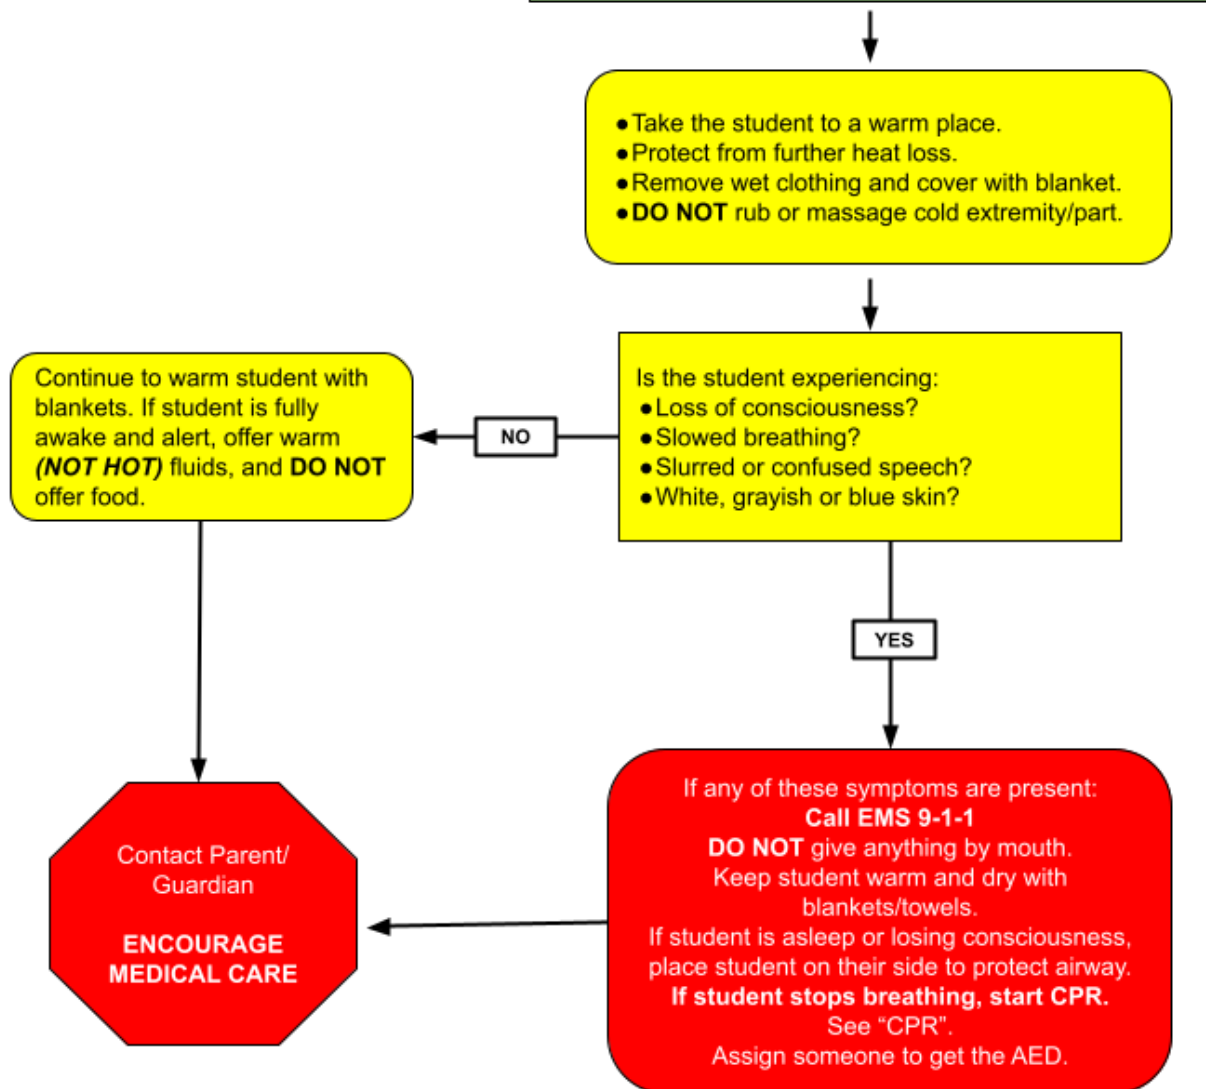 ●Take the student to a warm place.
●Protect from further heat loss.
●Remove wet clothing and cover with blanket.
●DO NOT rub or massage cold extremity/part.
Is the student experiencing:
●Loss of consciousness?
●Slowed breathing?
●Slurred or confused speech?
●White, grayish or blue skin?
NO
Continue to warm student with
blankets. If student is fully
awake and alert, offer warm
(NOT HOT) fluids, and DO NOT
offer food.
YES
If any of these symptoms are present:
Call EMS 9-1-1
DO NOT give anything by mouth.
Keep student warm and dry with
blankets/towels.
If student is asleep or losing consciousness,
place student on their side to protect airway.
If student stops breathing, start CPR.
See “CPR”.
Assign someone to get the AED.
Contact Parent/
Guardian
ENCOURAGE
MEDICAL CARE